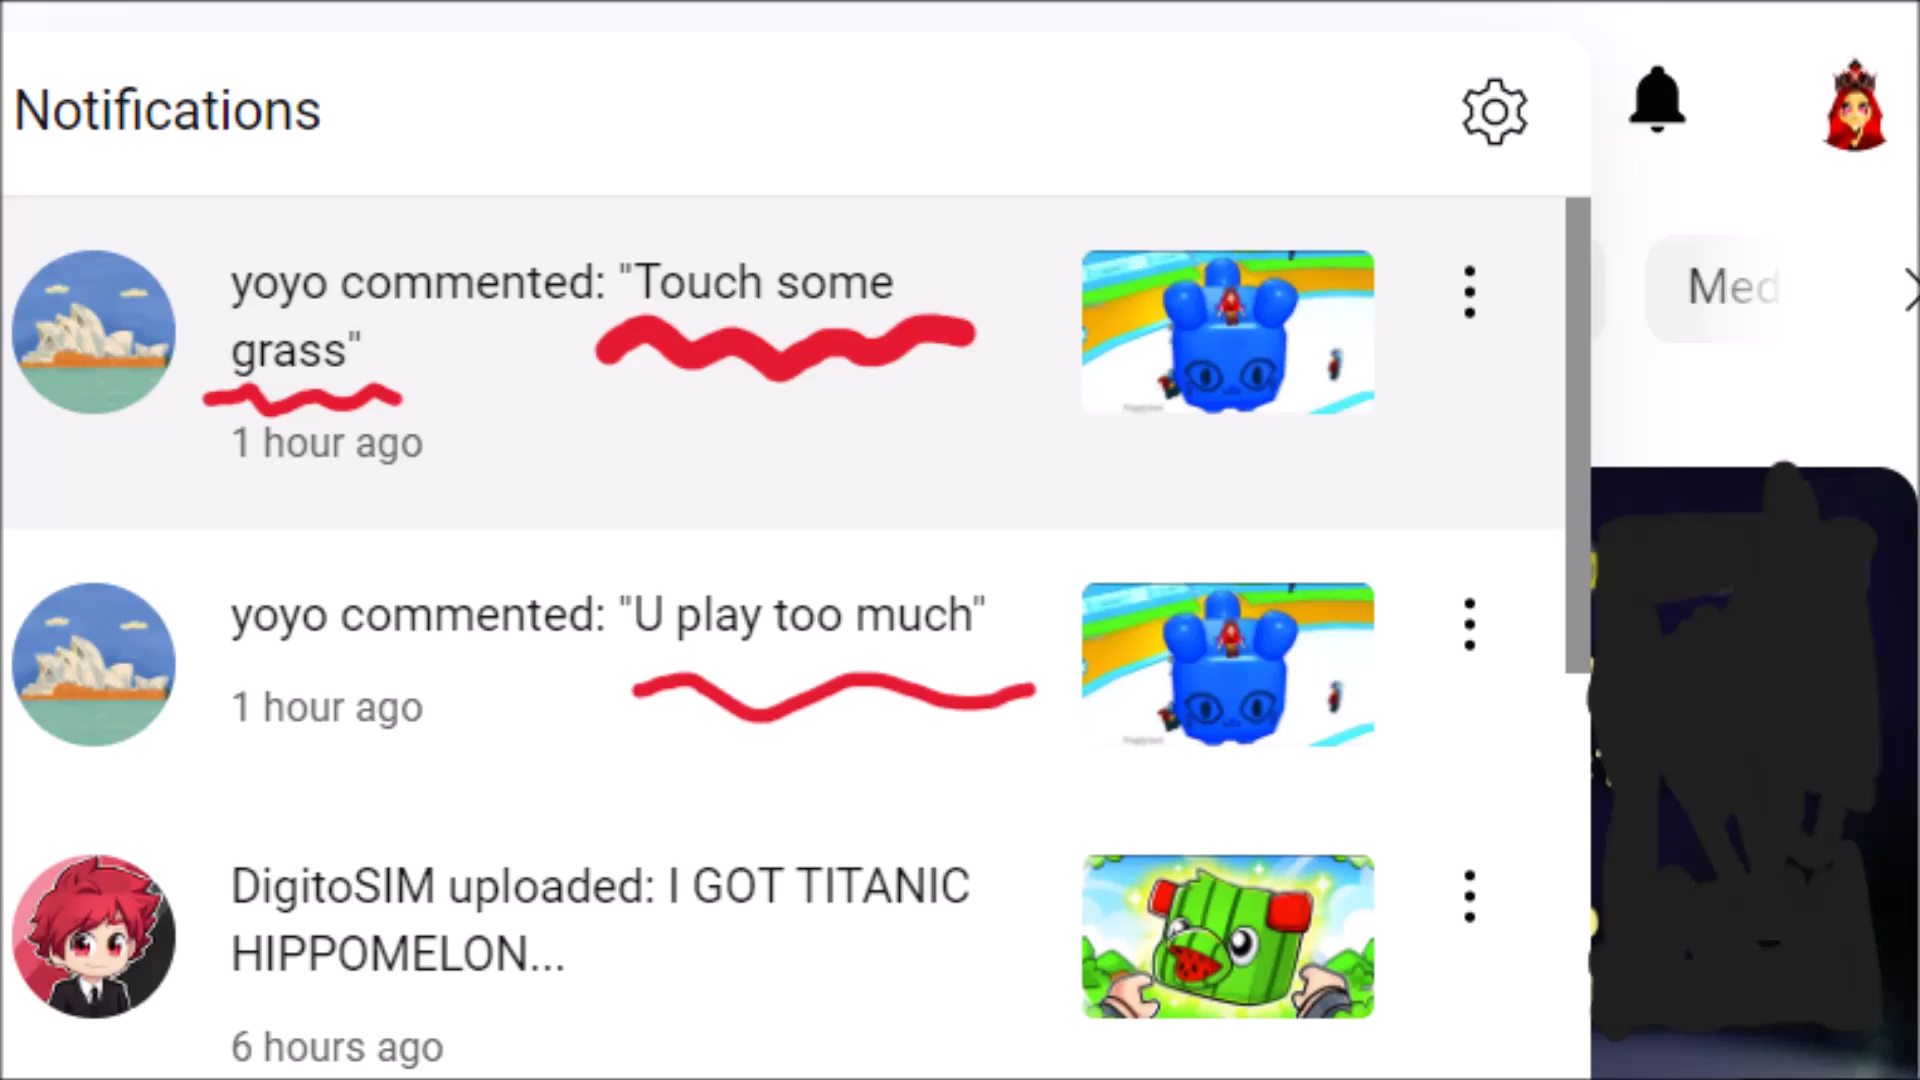 Notifications
yoyo commented: "Touch some
grass"
1 hour ago
Med
yoyo commented: "U play too much"
1 hour ago
DigitoSIM uploaded: I GOT TITANIC
HIPPOMELON...
6 hours ago